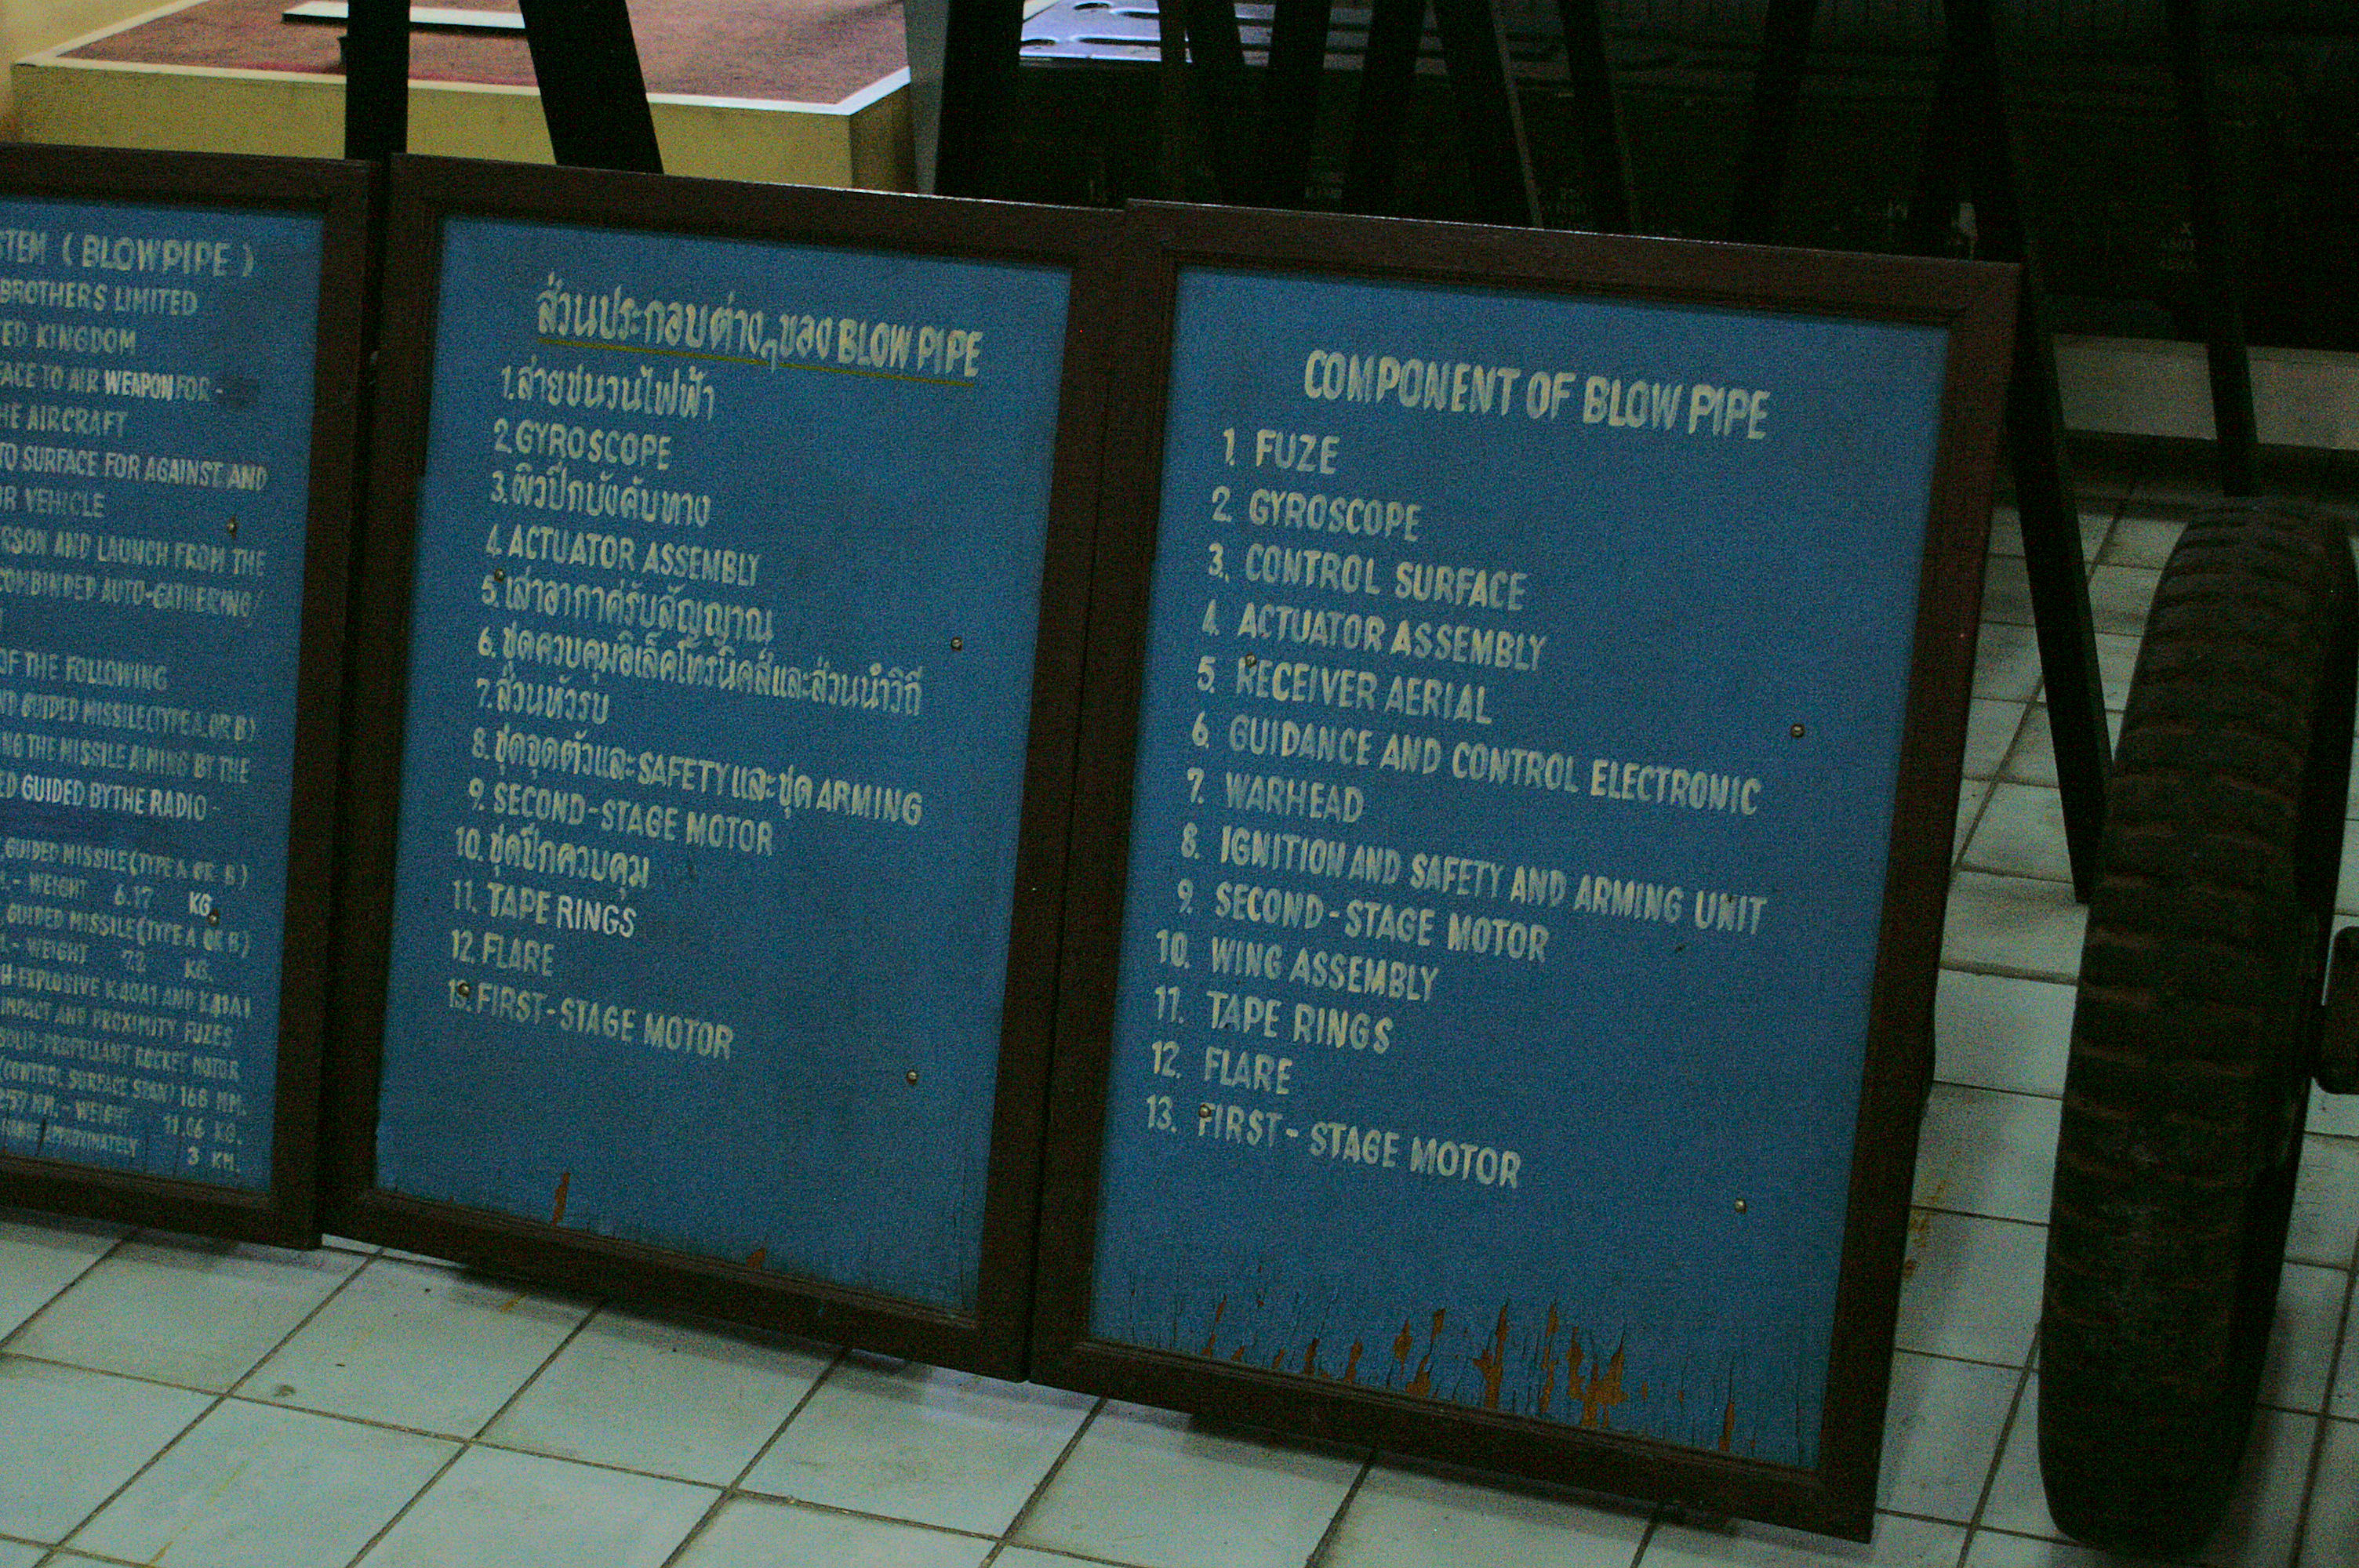 STEM ( BLOWPIPE )
BROTHERS LIMITED
ED KINGDOM
FACE TO AIR WEAPON FOR -
HE AIRCRAFT
TO SURFACE FOR AGAINST AND
VEHICLE
RSON AND LAUNCH FROM THE
COMBINDED AUTO-GATHERING/
OF THE FOLLOWING
ND GUIDED MISSILE (TYPE A OR B)
NG THE MISSILE AIMING BY THE
ED GUIDED BY THE RADIO -
GUIDED MISSILE (TYPE A OR B)
M. - WEIGHT 6.17 KG.
GUIDED MISSILE (TYPE A OR B)
M. - WEIGHT KG.
H-EXPLOSIVE AND
IMPACT AND PROXIMITY FUZES
SOLID-PROPELLANT ROCKET MOTOR
(CONTROL SURFACE SPAN) 168 MM.
MM. - WEIGHT 11.06 KG.
RANGE APPROXIMATELY 3 KM.
ส่วนประกอบต่างๆของ BLOW PIPE
1. ส่ายชนวนไฟฟ้า
2. GYROSCOPE
3. ผิวปีกบังคับทาง
4. ACTUATOR ASSEMBLY
5. เส่าอากาศรับสัญญาณ
6. ชุดควบคุมอิเล็คโทรนิคส์และส่วนนำวิถี
7. ส่วนหัวรบ
8. ชุดจุดตัวและ SAFETY และชุด ARMING
9. SECOND-STAGE MOTOR
10. ชุดปีกควบคุม
11. TAPE RINGS
12. FLARE
13. FIRST-STAGE MOTOR
COMPONENT OF BLOW PIPE
1. FUZE
2. GYROSCOPE
3. CONTROL SURFACE
4. ACTUATOR ASSEMBLY
5. RECEIVER AERIAL
6. GUIDANCE AND CONTROL ELECTRONIC
7. WARHEAD
8. IGNITION AND SAFETY AND ARMING UNIT
9. SECOND-STAGE MOTOR
10. WING ASSEMBLY
11. TAPE RINGS
12. FLARE
13. FIRST-STAGE MOTOR